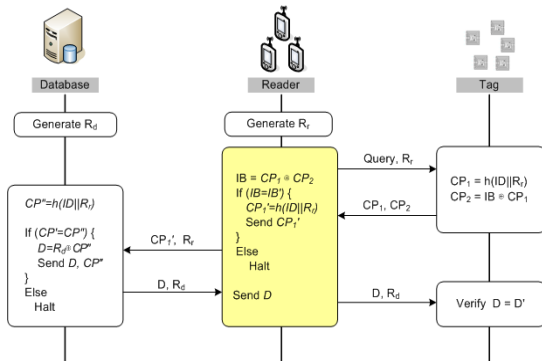 Database
Reader
Tag
Generate R_d
Generate R_r
Query, R_r
IB = CP_1 ⊕ CP_2
If (IB=IB') {
CP_1'=h(ID||R_r)
Send CP_1'
}
Else
Halt
Send D
CP_1 = h(ID||R_r)
CP_2 = IB ⊕ CP_1
CP_1, CP_2
CP"=h(ID||R_r)
If (CP'=CP") {
D=R_d⊕CP"
Send D, CP"
}
Else
Halt
CP_1', R_r
D, R_d
D, R_d
Verify D = D'